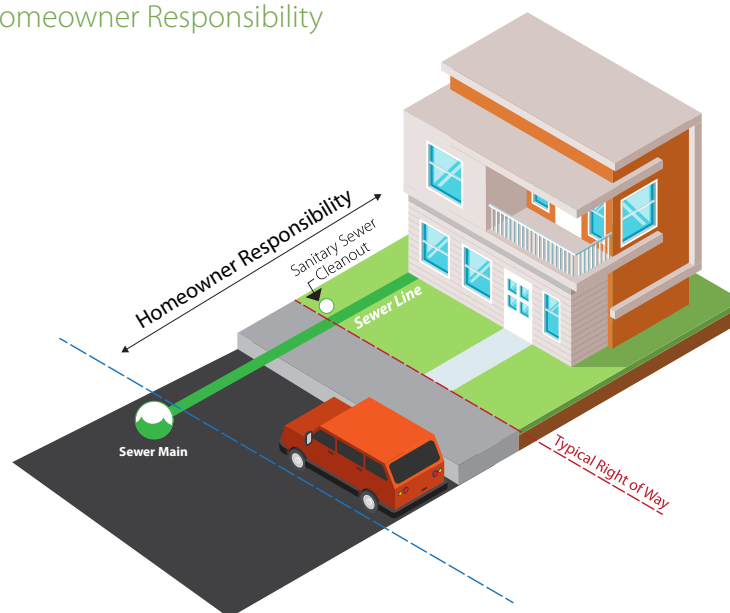 omeowner Responsibility
Homeowner Responsibility
Sanitary Sewer
Cleanout
Sewer Line
Sewer Main
Typical Right of Way